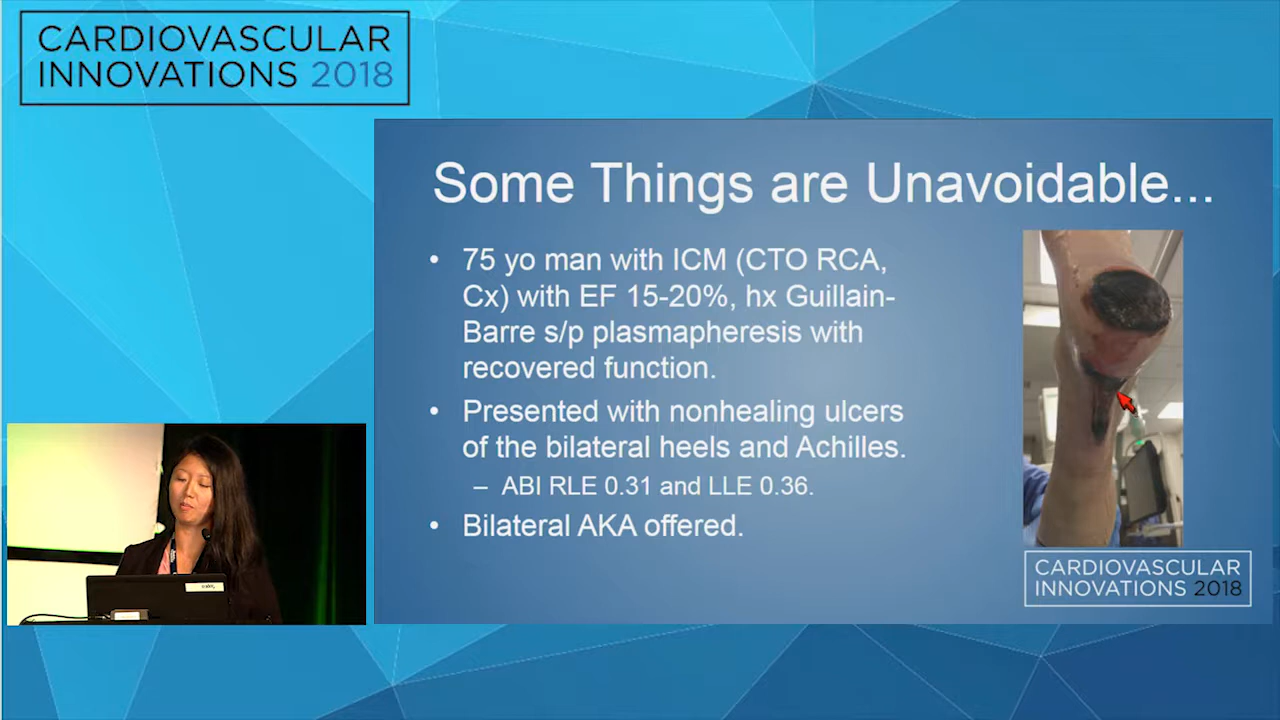 CARDIOVASCULAR
INNOVATIONS 2018
Some Things are Unavoidable...
• 75 yo man with ICM (CTO RCA,
Cx) with EF 15-20%, hx Guillain-
Barre s/p plasmapheresis with
recovered function.
• Presented with nonhealing ulcers
of the bilateral heels and Achilles.
– ABI RLE 0.31 and LLE 0.36.
• Bilateral AKA offered.
CARDIOVASCULAR
INNOVATIONS 2018